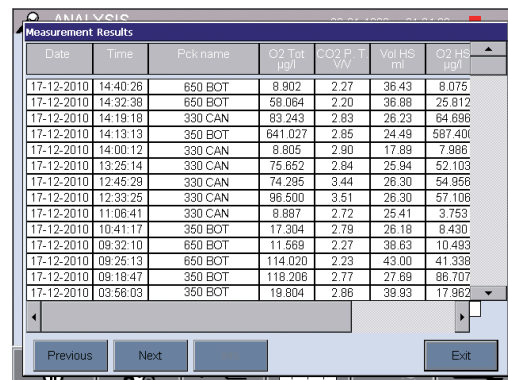 ANALYSIS
Measurement Results
Date Time Pck name O2 Tot CO2 P. T. Vol HS O2 HS
µg/l V/V ml µg/l
17-12-2010 14:40:26 650 BOT 8.902 2.27 36.43 8.075
17-12-2010 14:32:38 650 BOT 58.064 2.20 36.88 25.812
17-12-2010 14:19:18 330 CAN 83.243 2.83 26.23 64.696
17-12-2010 14:13:13 350 BOT 641.027 2.85 24.49 587.400
17-12-2010 14:00:12 330 CAN 8.805 2.90 17.89 7.986
17-12-2010 13:25:14 330 CAN 75.652 2.84 25.94 52.103
17-12-2010 12:45:29 330 CAN 74.295 3.44 26.30 54.956
17-12-2010 12:33:25 330 CAN 96.500 3.51 26.30 57.106
17-12-2010 11:06:41 330 CAN 8.887 2.72 25.41 3.753
17-12-2010 10:41:17 350 BOT 17.304 2.79 26.18 8.430
17-12-2010 09:32:10 650 BOT 11.569 2.27 38.63 10.493
17-12-2010 09:25:13 650 BOT 114.020 2.23 43.00 41.338
17-12-2010 09:18:47 350 BOT 118.206 2.77 27.69 86.707
17-12-2010 03:56:03 350 BOT 19.804 2.86 39.93 17.962
Previous Next Exit